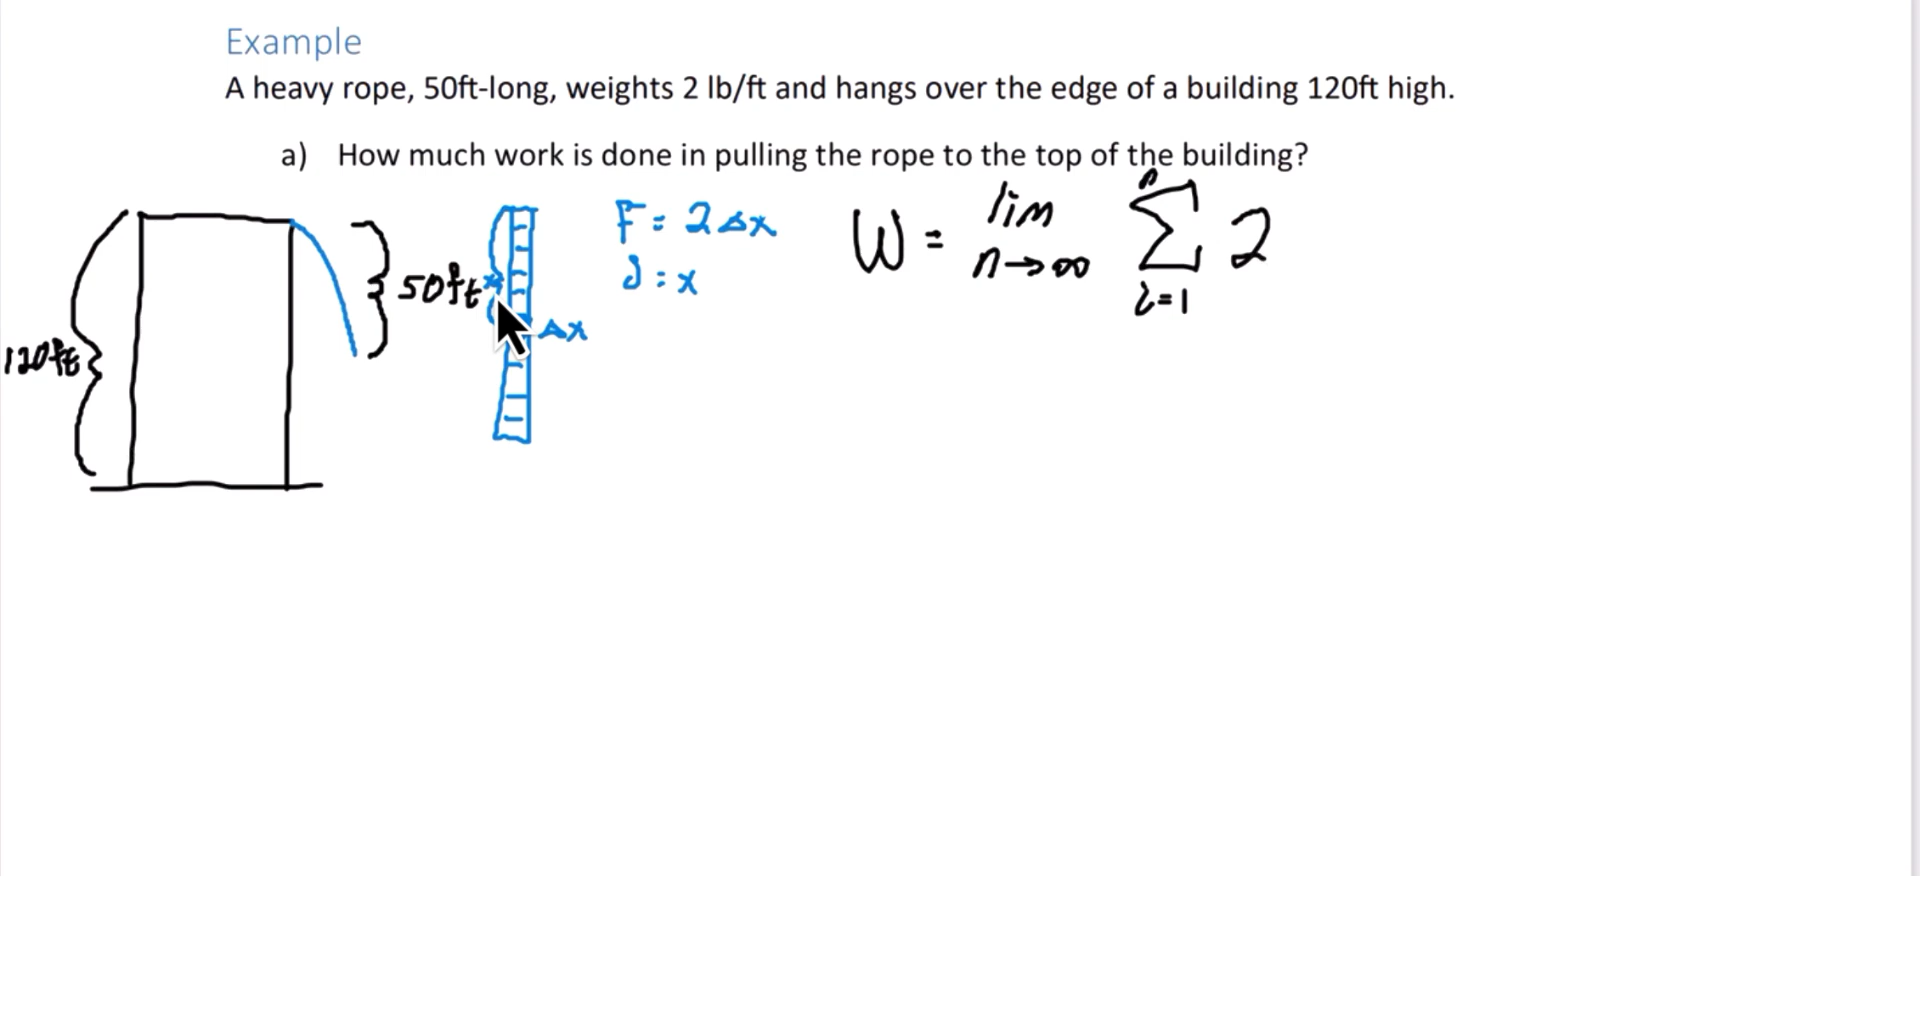 Example
A heavy rope, 50ft-long, weights 2 lb/ft and hangs over the edge of a building 120ft high.
a) How much work is done in pulling the rope to the top of the building?
120ft
50ft
x
Δx
F = 2Δx
d = x
W = lim n→∞ n Σ i=1 2